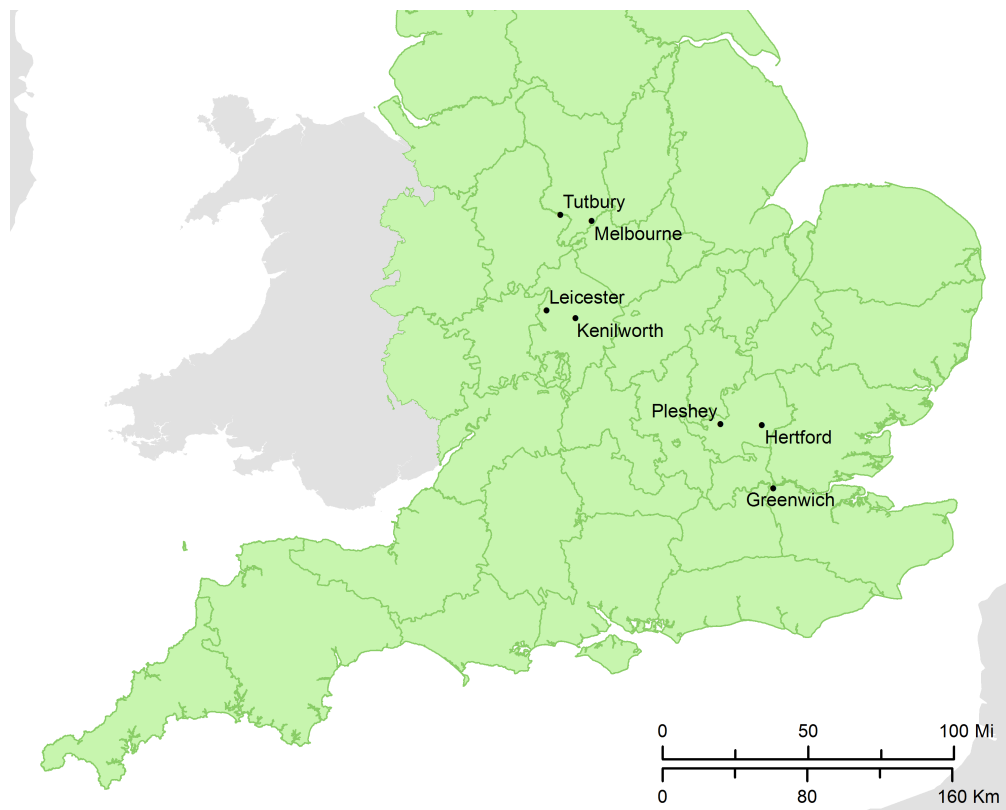 Tutbury
Melbourne
Leicester
Kenilworth
Pleshey
Hertford
Greenwich
0 50 100 Mi
0 80 160 Km